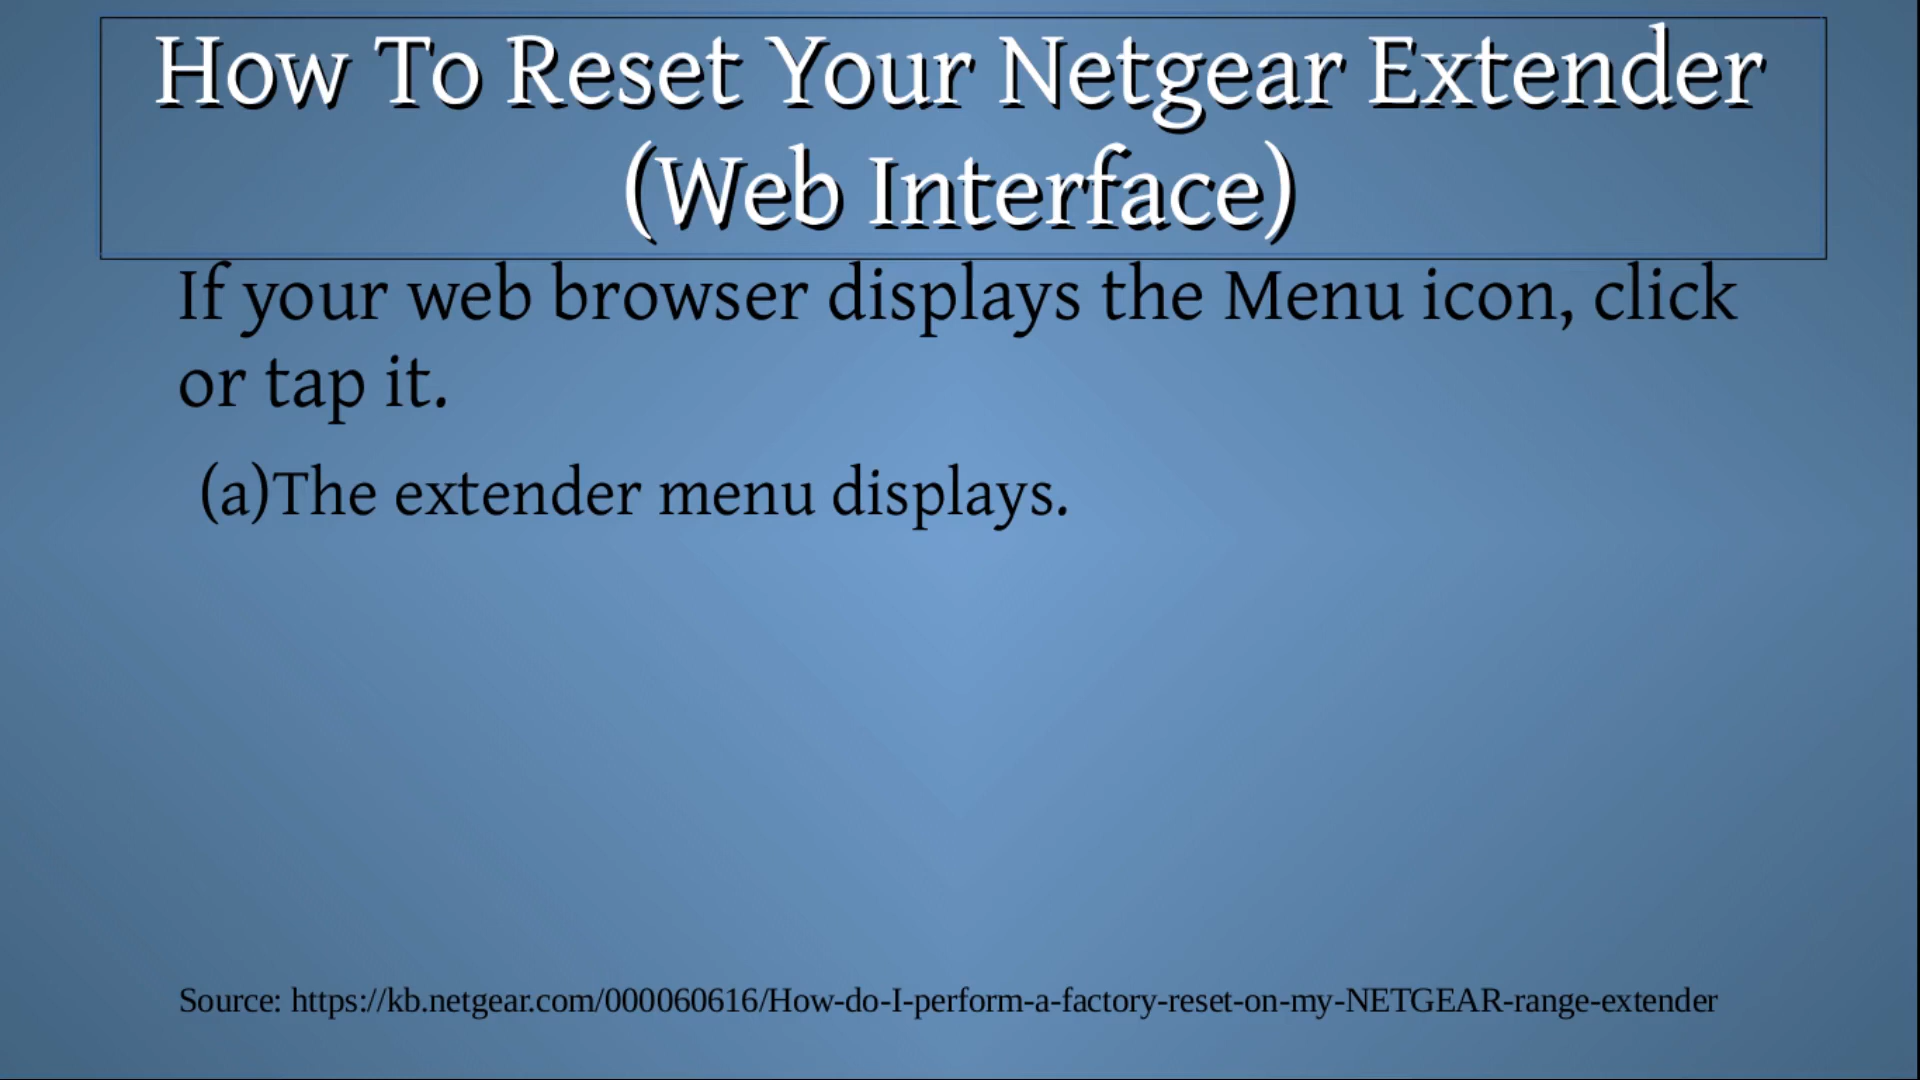 How To Reset Your Netgear Extender
(Web Interface)
If your web browser displays the Menu icon, click
or tap it.
(a)The extender menu displays.
Source: https://kb.netgear.com/000060616/How-do-I-perform-a-factory-reset-on-my-NETGEAR-range-extender